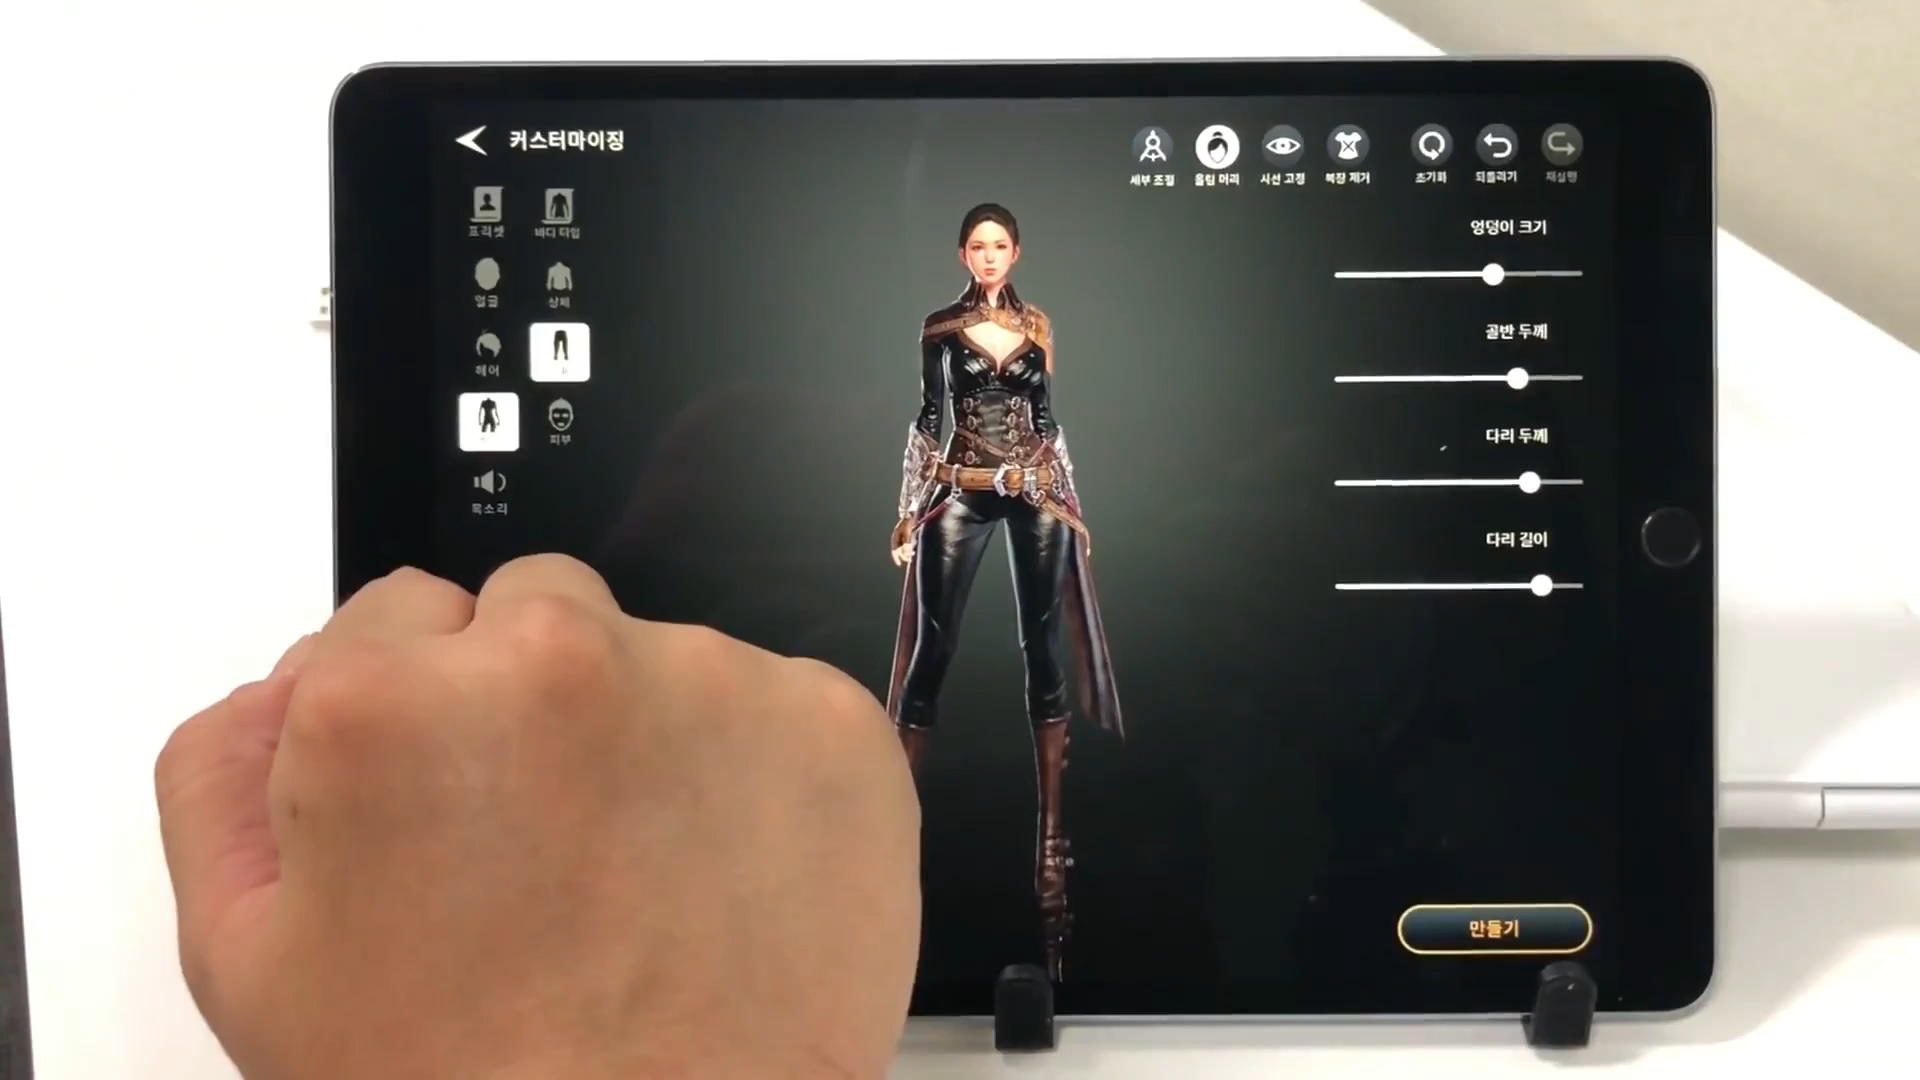 커스터마이징
세부 조절
올림 머리
시선 고정
복장 제거
초기화
되돌리기
재실행
프리셋
바디 타입
얼굴
상체
헤어
피부
목소리
엉덩이 크기
골반 두께
다리 두께
다리 길이
만들기